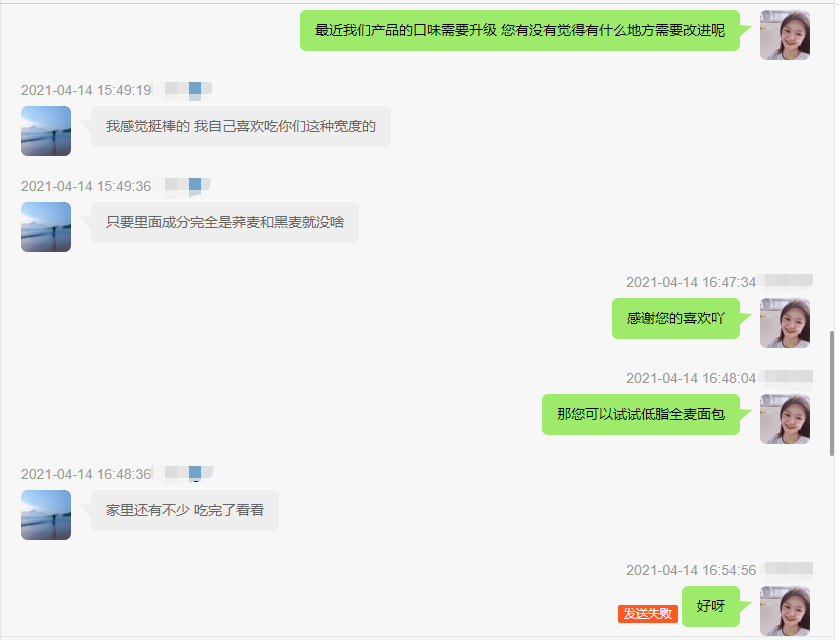 最近我们产品的口味需要升级 您有没有觉得有什么地方需要改进呢
2021-04-14 15:49:19
我感觉挺棒的 我自己喜欢吃你们这种宽度的
2021-04-14 15:49:36
只要里面成分完全是荞麦和黑麦就没啥
2021-04-14 16:47:34
感谢您的喜欢吖
2021-04-14 16:48:04
那您可以试试低脂全麦面包
2021-04-14 16:48:36
家里还有不少 吃完了看看
2021-04-14 16:54:56
发送失败 好呀